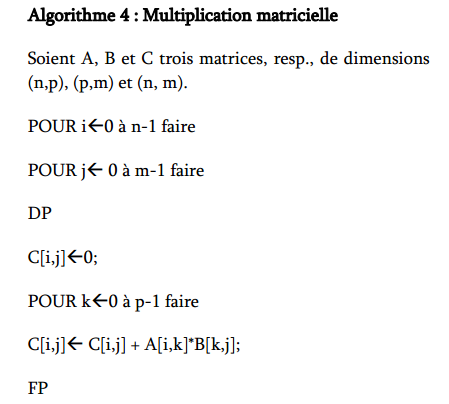 Algorithme 4 : Multiplication matricielle
Soient A, B et C trois matrices, resp., de dimensions
(n,p), (p,m) et (n, m).
POUR i←0 à n-1 faire
POUR j← 0 à m-1 faire
DP
C[i,j]←0;
POUR k←0 à p-1 faire
C[i,j]← C[i,j] + A[i,k]*B[k,j];
FP